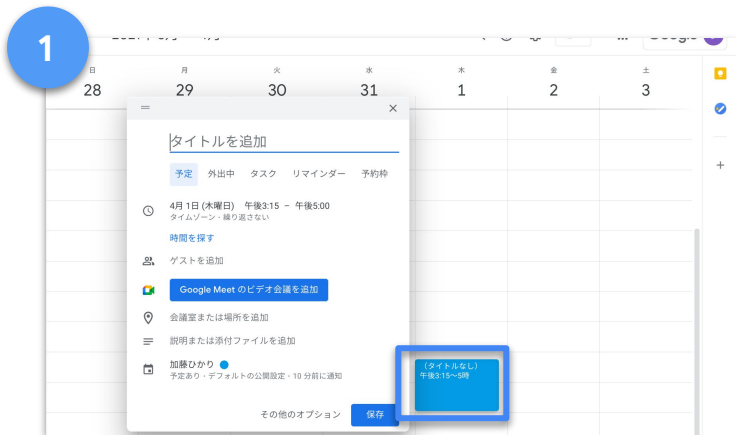 1
日 月 火 水 木 金 土
28 29 30 31 1 2 3
タイトルを追加
予定 外出中 タスク リマインダー 予約枠
4月 1日 (木曜日) 午後3:15 – 午後5:00
タイムゾーン・繰り返さない
時間を探す
ゲストを追加
Google Meet のビデオ会議を追加
会議室または場所を追加
説明または添付ファイルを追加
加藤ひかり
予定あり・デフォルトの公開設定・10 分前に通知
その他のオプション 保存
(タイトルなし)
午後3:15～5時